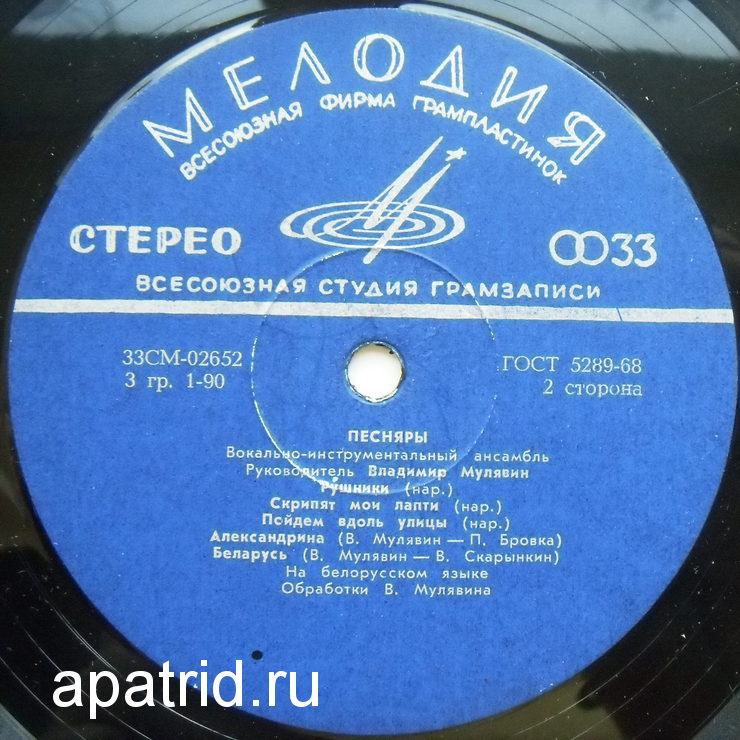 МЕЛОДИЯ
ВСЕСОЮЗНАЯ ФИРМА ГРАМПЛАСТИНОК
СТЕРЕО
33
ВСЕСОЮЗНАЯ СТУДИЯ ГРАМЗАПИСИ
33СМ-02652
ГОСТ 5289-68
3 гр. 1-90
2 сторона
ПЕСНЯРЫ
Вокально-инструментальный ансамбль
Руководитель Владимир Мулявин
Рушники (нар.)
Скрипят мои лапти (нар.)
Пойдем вдоль улицы (нар.)
Александрина (В. Мулявин — П. Бровка)
Беларусь (В. Мулявин — В. Скарынкин)
На белорусском языке
Обработки В. Мулявина
apatrid.ru